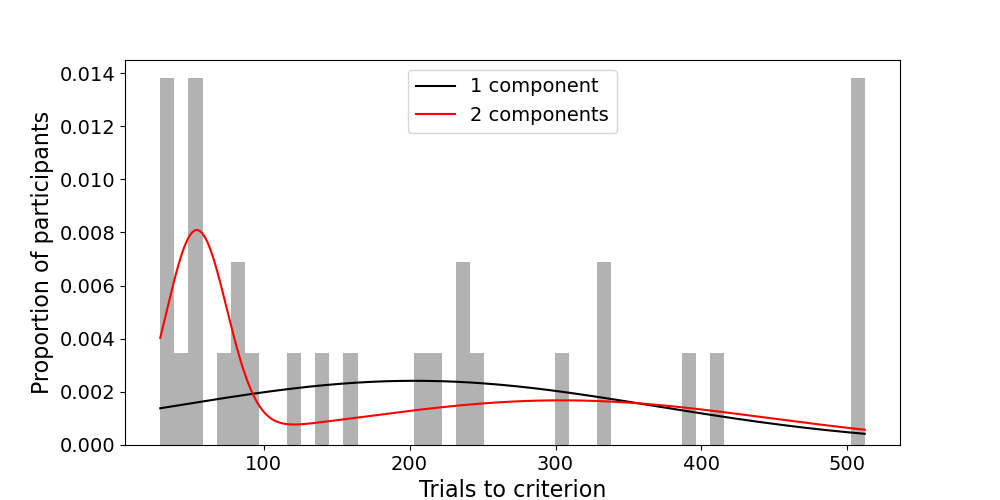 1 component
2 components
Proportion of participants
0.014
0.012
0.010
0.008
0.006
0.004
0.002
0.000
100 200 300 400 500
Trials to criterion